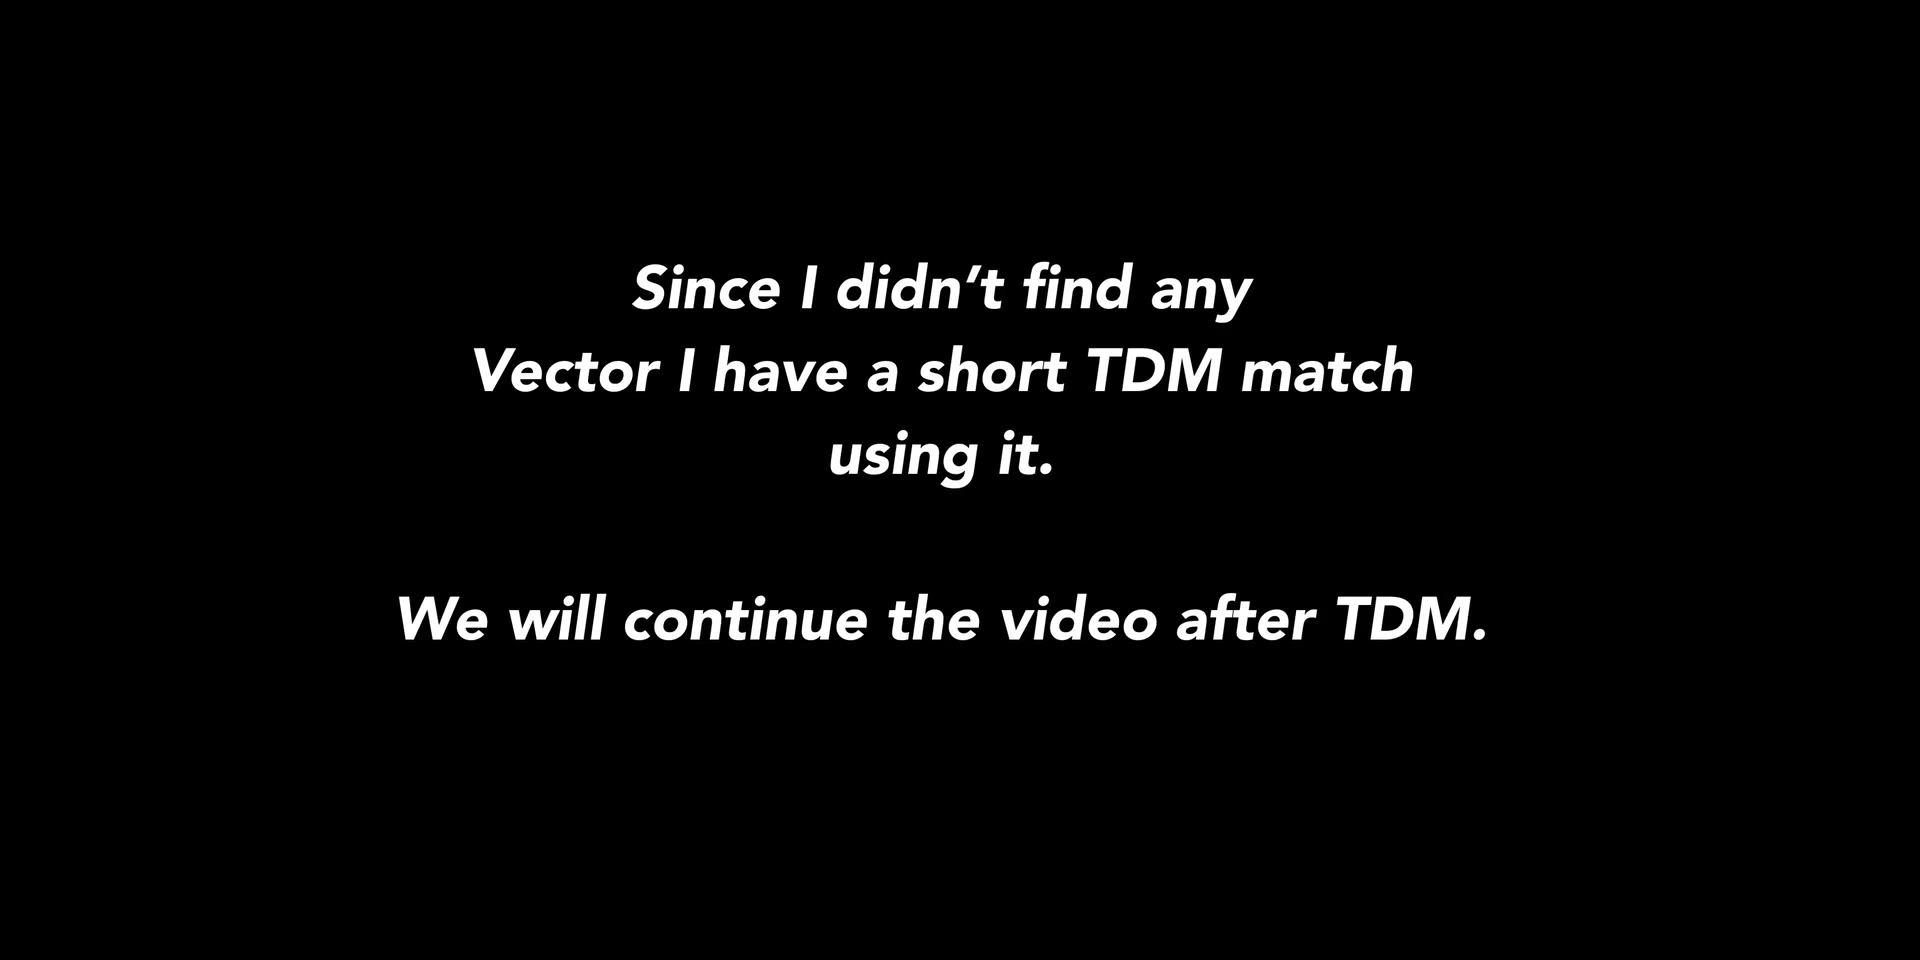 Since I didn’t find any
Vector I have a short TDM match
using it.
We will continue the video after TDM.